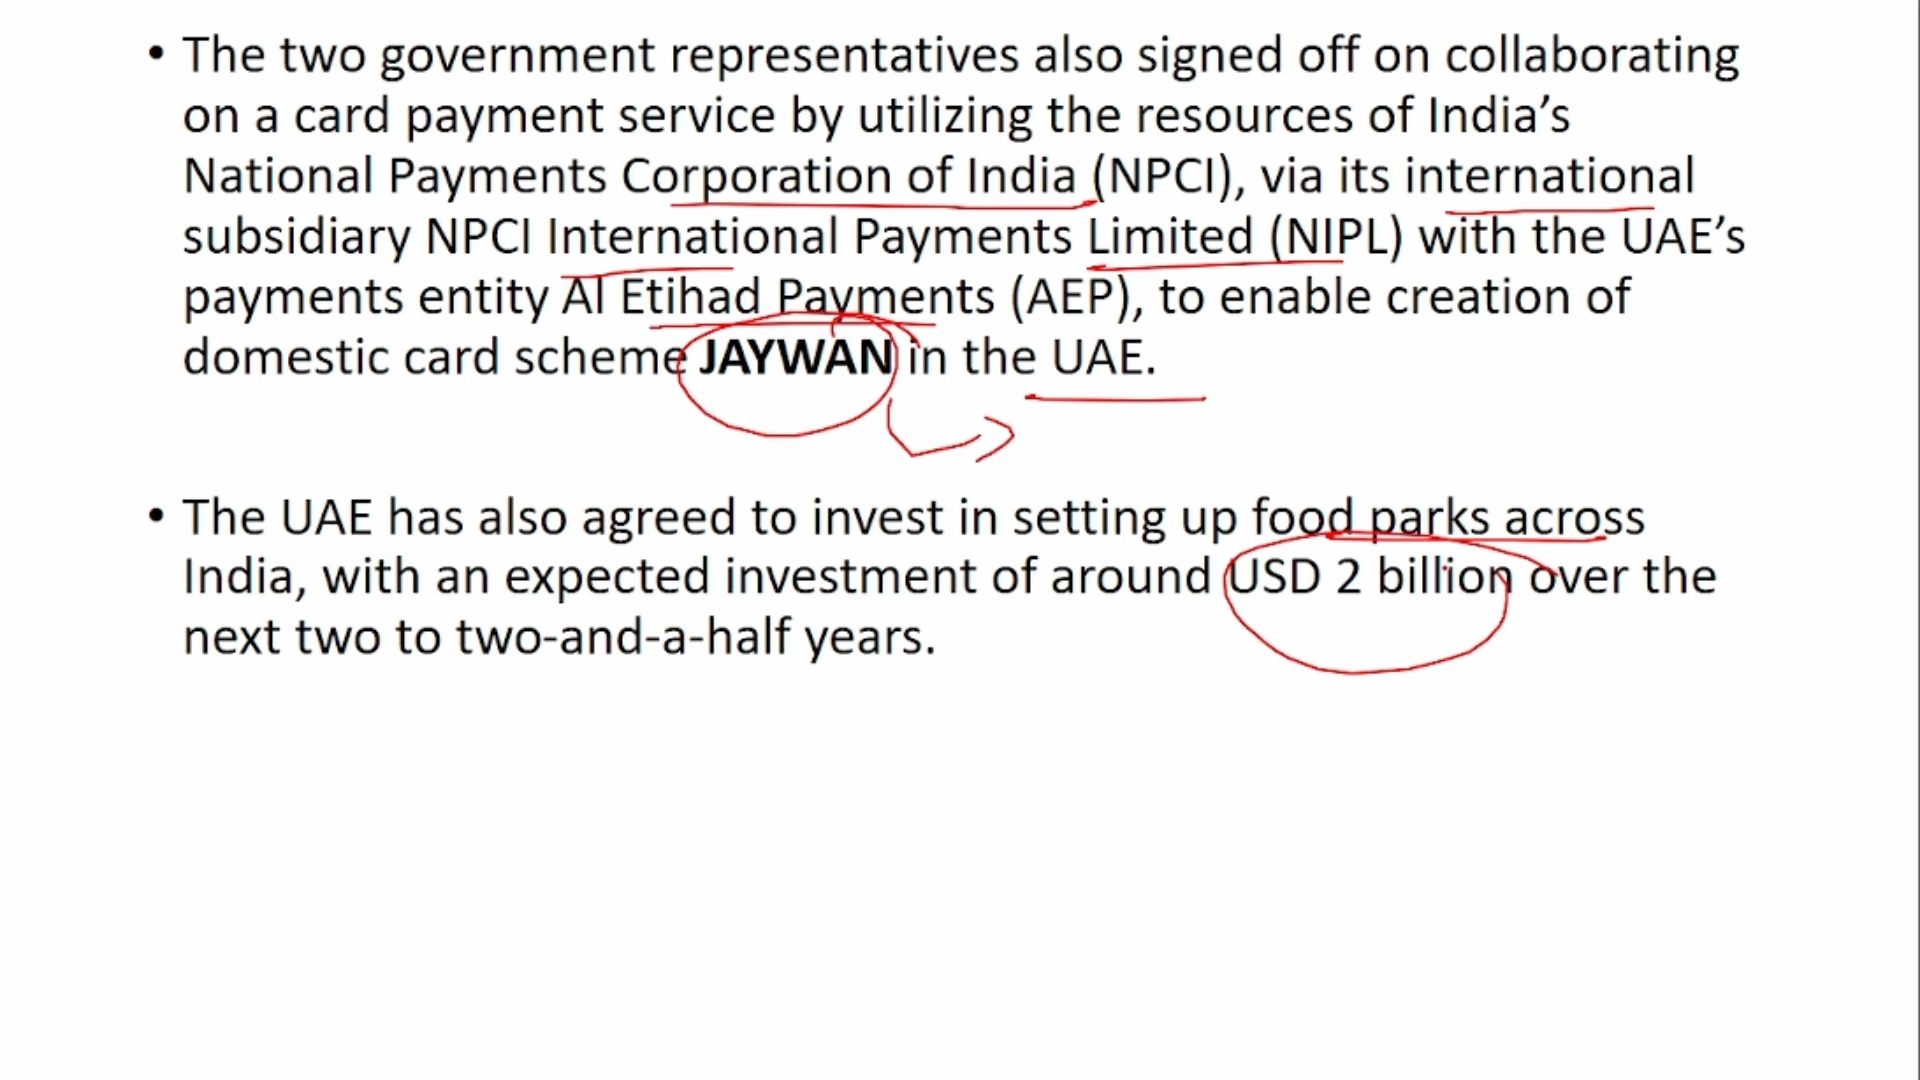 • The two government representatives also signed off on collaborating
on a card payment service by utilizing the resources of India’s
National Payments Corporation of India (NPCI), via its international
subsidiary NPCI International Payments Limited (NIPL) with the UAE’s
payments entity Al Etihad Payments (AEP), to enable creation of
domestic card scheme JAYWAN in the UAE.
• The UAE has also agreed to invest in setting up food parks across
India, with an expected investment of around USD 2 billion over the
next two to two-and-a-half years.